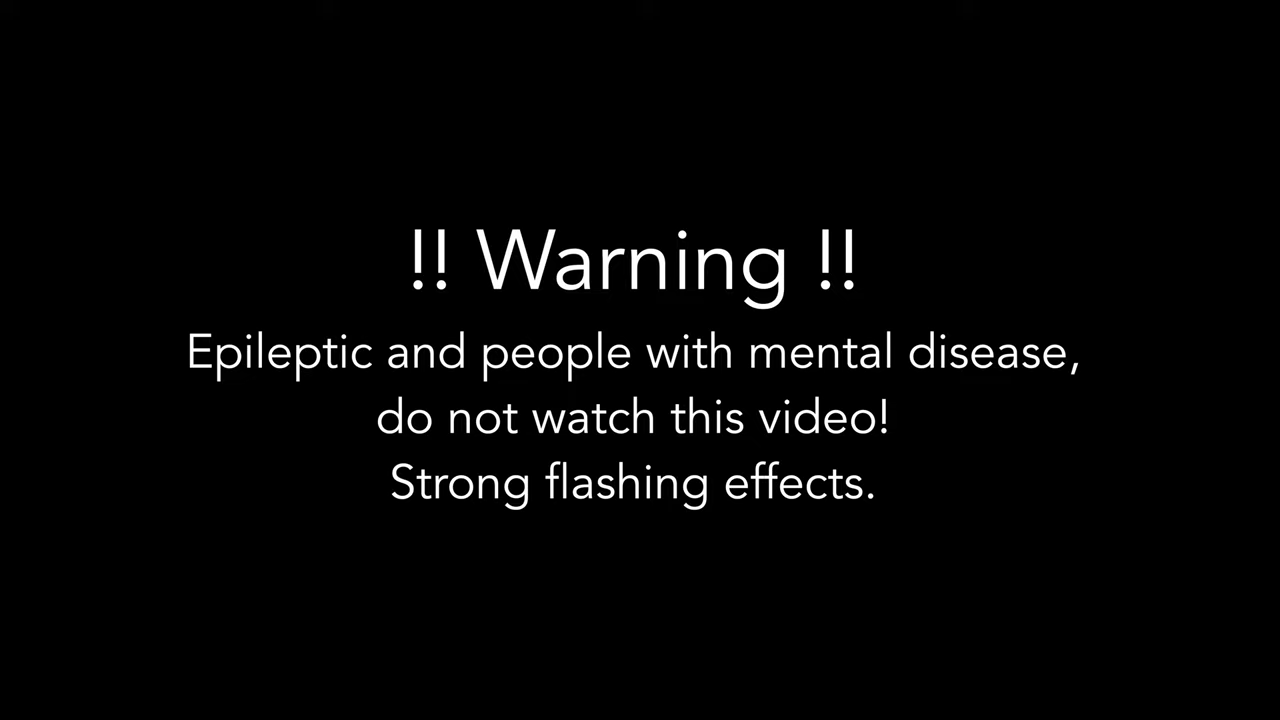 !! Warning !!
Epileptic and people with mental disease,
do not watch this video!
Strong flashing effects.